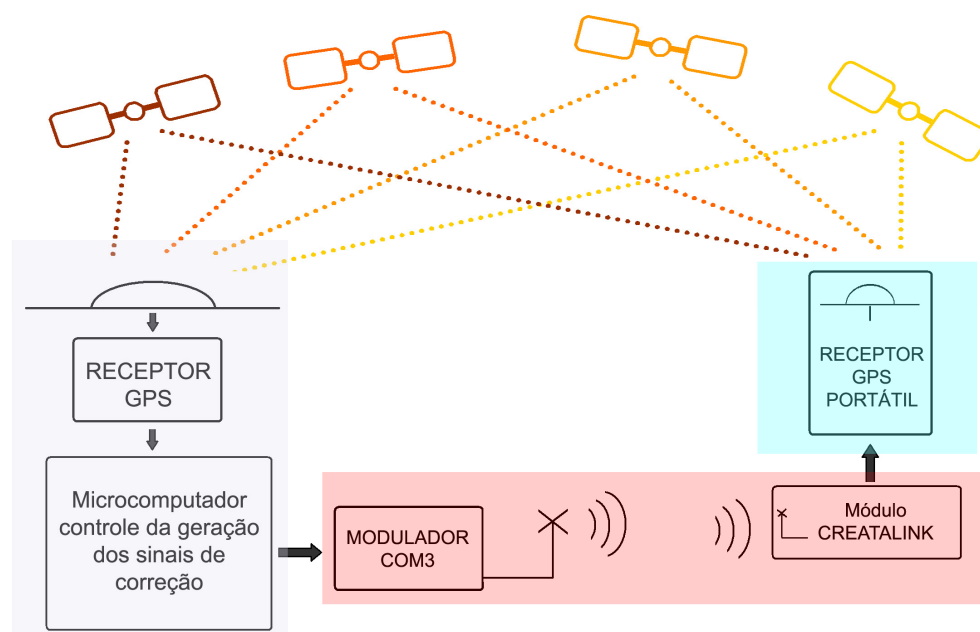 RECEPTOR
GPS
Microcomputador
controle da geração
dos sinais de
correção
MODULADOR
COM3
Módulo
CREATALINK
RECEPTOR
GPS
PORTÁTIL